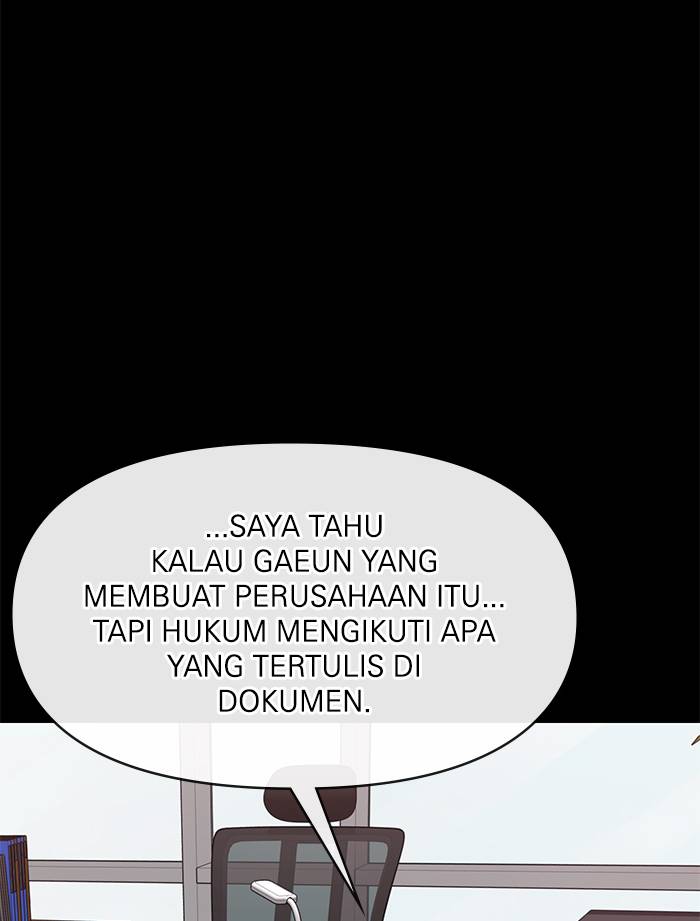 ...SAYA TAHU
KALAU GAEUN YANG
MEMBUAT PERUSAHAAN ITU...
TAPI HUKUM MENGIKUTI APA
YANG TERTULIS DI
DOKUMEN.